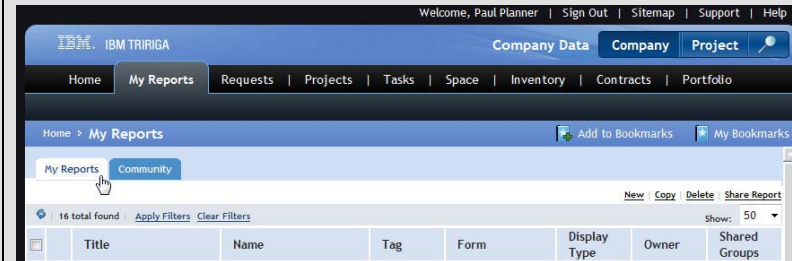 Welcome, Paul Planner | Sign Out | Sitemap | Support | Help
IBM. IBM TRIRIGA Company Data Company Project
Home My Reports Requests | Projects | Tasks | Space | Inventory | Contracts | Portfolio
Home > My Reports Add to Bookmarks My Bookmarks
My Reports Community
New | Copy | Delete | Share Report
16 total found | Apply Filters Clear Filters Show: 50
Title Name Tag Form Display Type Owner Shared Groups